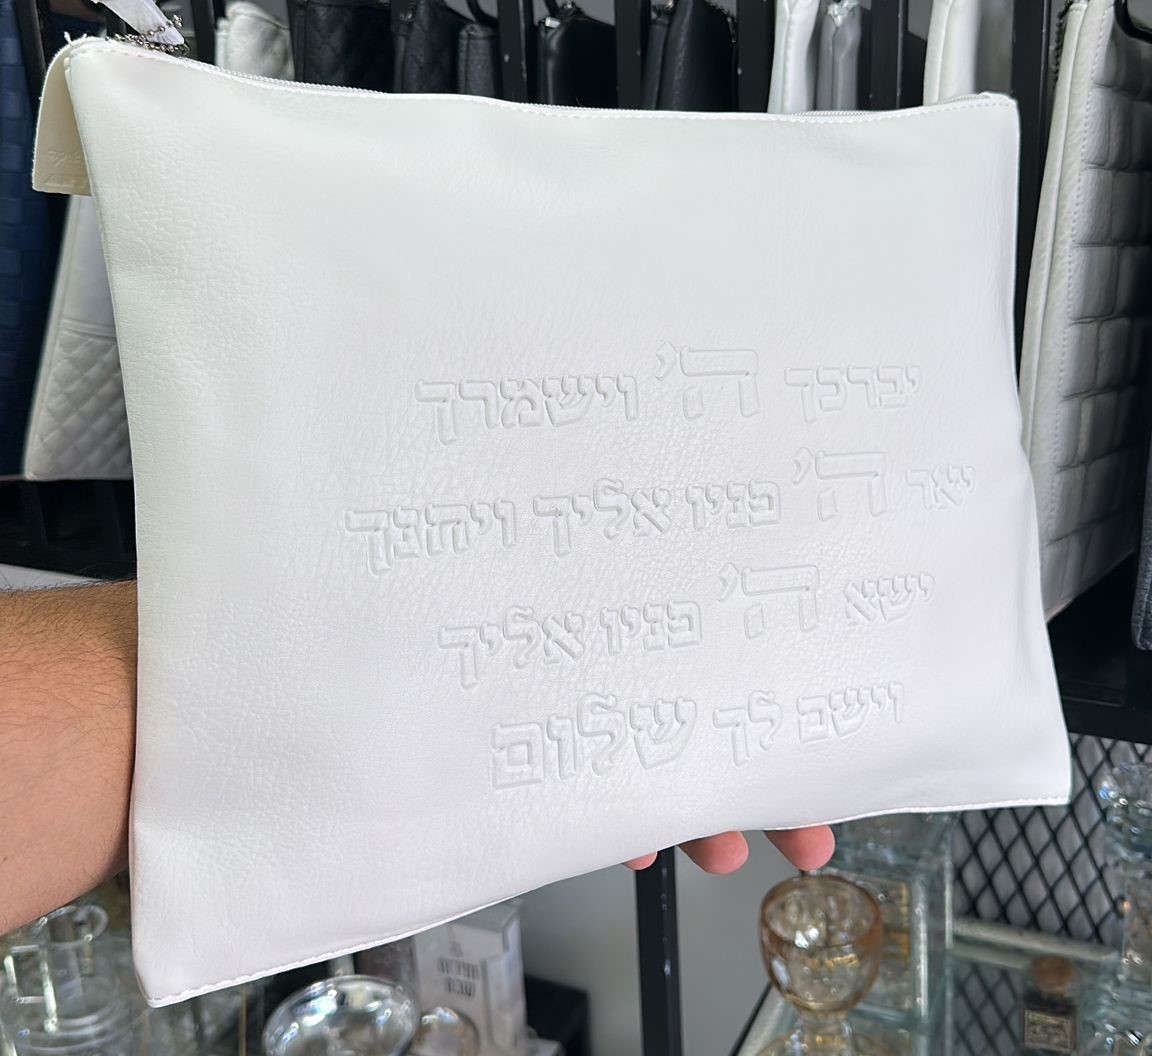 יברכך ה' וישמרך
יאר ה' פניו אליך ויחנך
ישא ה' פניו אליך
וישם לך שלום